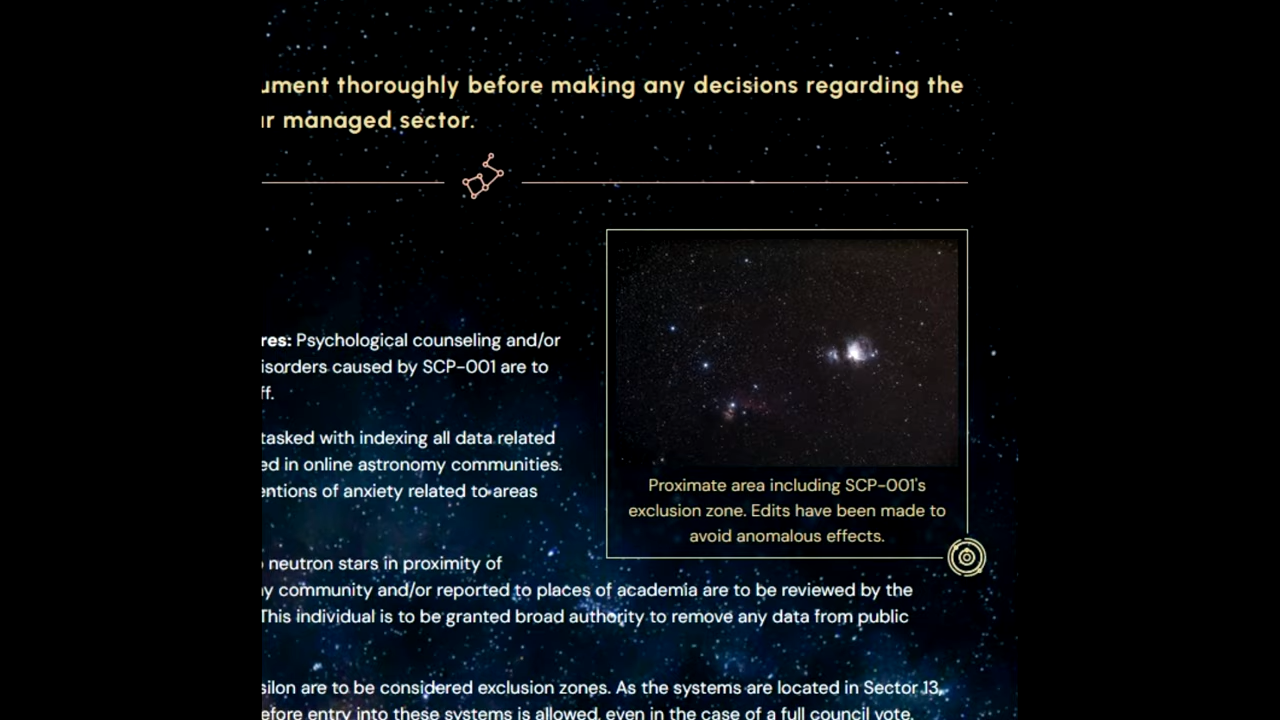 ument thoroughly before making any decisions regarding the
ur managed sector.
res: Psychological counseling and/or
isorders caused by SCP-001 are to
ff.
tasked with indexing all data related
ed in online astronomy communities.
entions of anxiety related to areas
Proximate area including SCP-001's
exclusion zone. Edits have been made to
avoid anomalous effects.
neutron stars in proximity of
y community and/or reported to places of academia are to be reviewed by the
This individual is to be granted broad authority to remove any data from public
silon are to be considered exclusion zones. As the systems are located in Sector 13,
efore entry into these systems is allowed, even in the case of a full council vote.